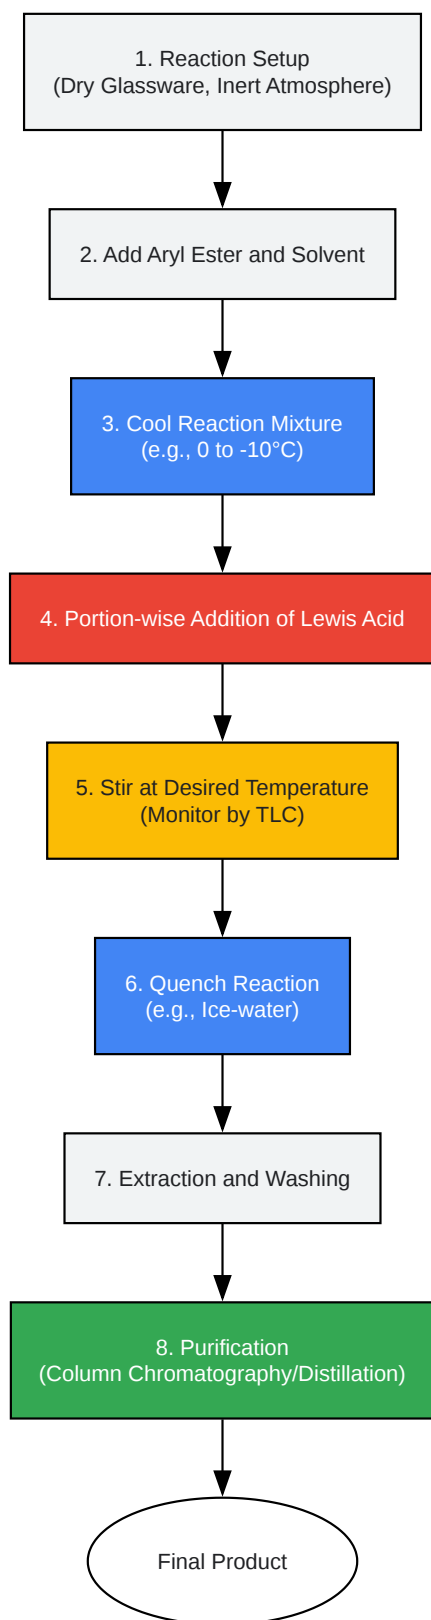 1. Reaction Setup
(Dry Glassware, Inert Atmosphere)
2. Add Aryl Ester and Solvent
3. Cool Reaction Mixture
(e.g., 0 to -10°C)
4. Portion-wise Addition of Lewis Acid
5. Stir at Desired Temperature
(Monitor by TLC)
6. Quench Reaction
(e.g., Ice-water)
7. Extraction and Washing
8. Purification
(Column Chromatography/Distillation)
Final Product